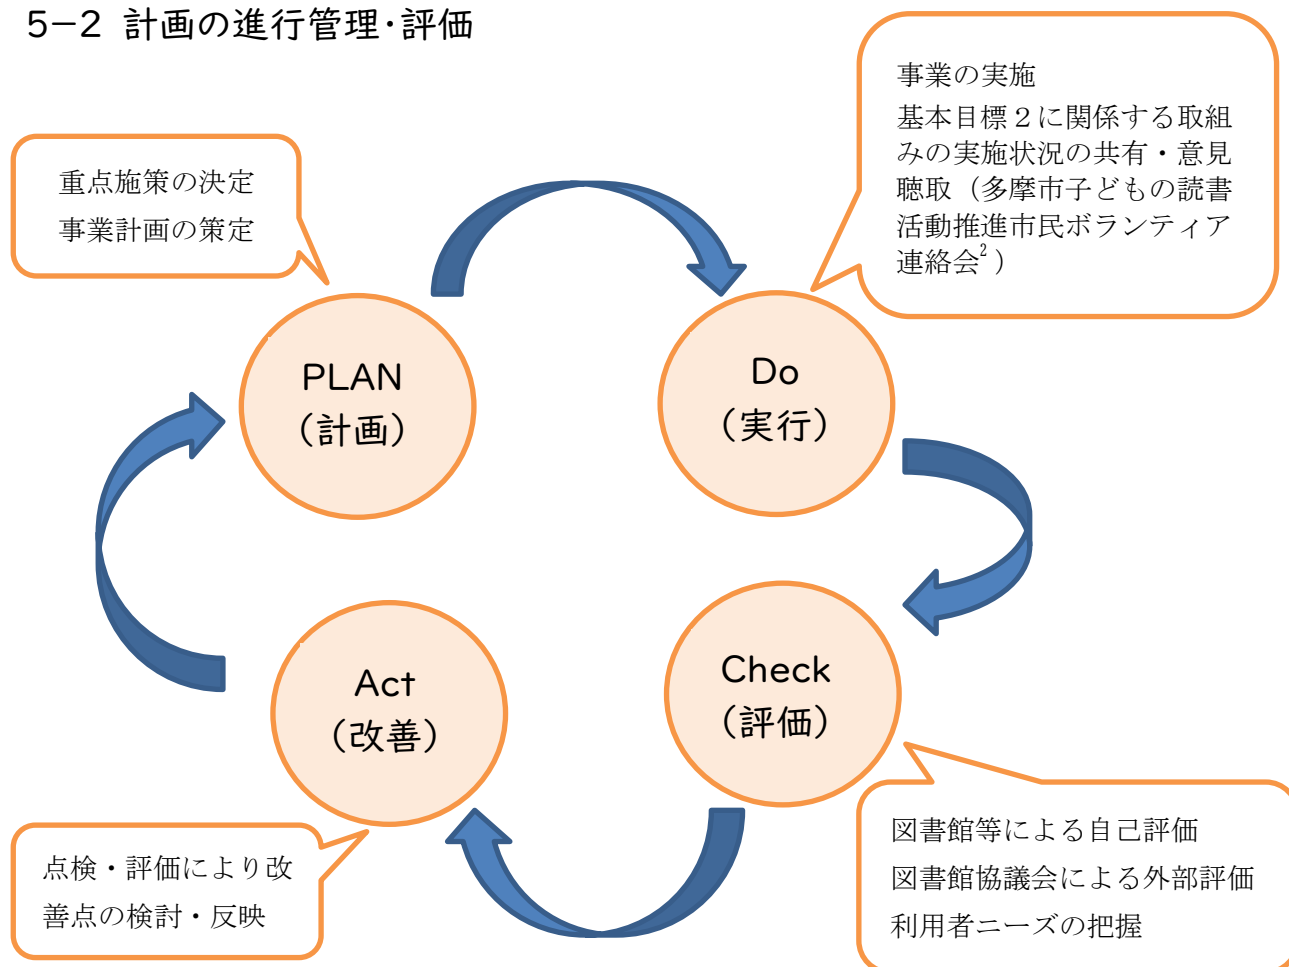 5-2 計画の進行管理・評価
重点施策の決定
事業計画の策定
事業の実施
基本目標２に関係する取組
みの実施状況の共有・意見
聴取（多摩市子どもの読書
活動推進市民ボランティア
連絡会²）
PLAN
（計画）
Do
（実行）
Check
（評価）
図書館等による自己評価
図書館協議会による外部評価
利用者ニーズの把握
Act
（改善）
点検・評価により改
善点の検討・反映